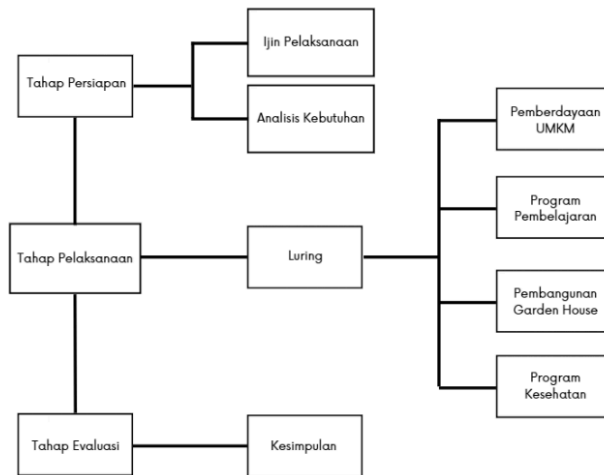 Ijin Pelaksanaan
Tahap Persiapan
Analisis Kebutuhan
Pemberdayaan
UMKM
Program
Pembelajaran
Tahap Pelaksanaan
Luring
Pembangunan
Garden House
Program
Kesehatan
Tahap Evaluasi
Kesimpulan